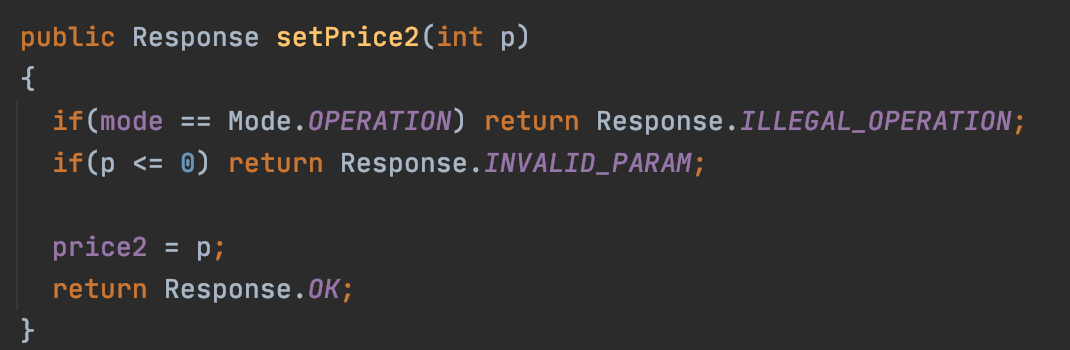 public Response setPrice2(int p)
{
if(mode == Mode.OPERATION) return Response.ILLEGAL_OPERATION;
if(p <= 0) return Response.INVALID_PARAM;
price2 = p;
return Response.OK;
}